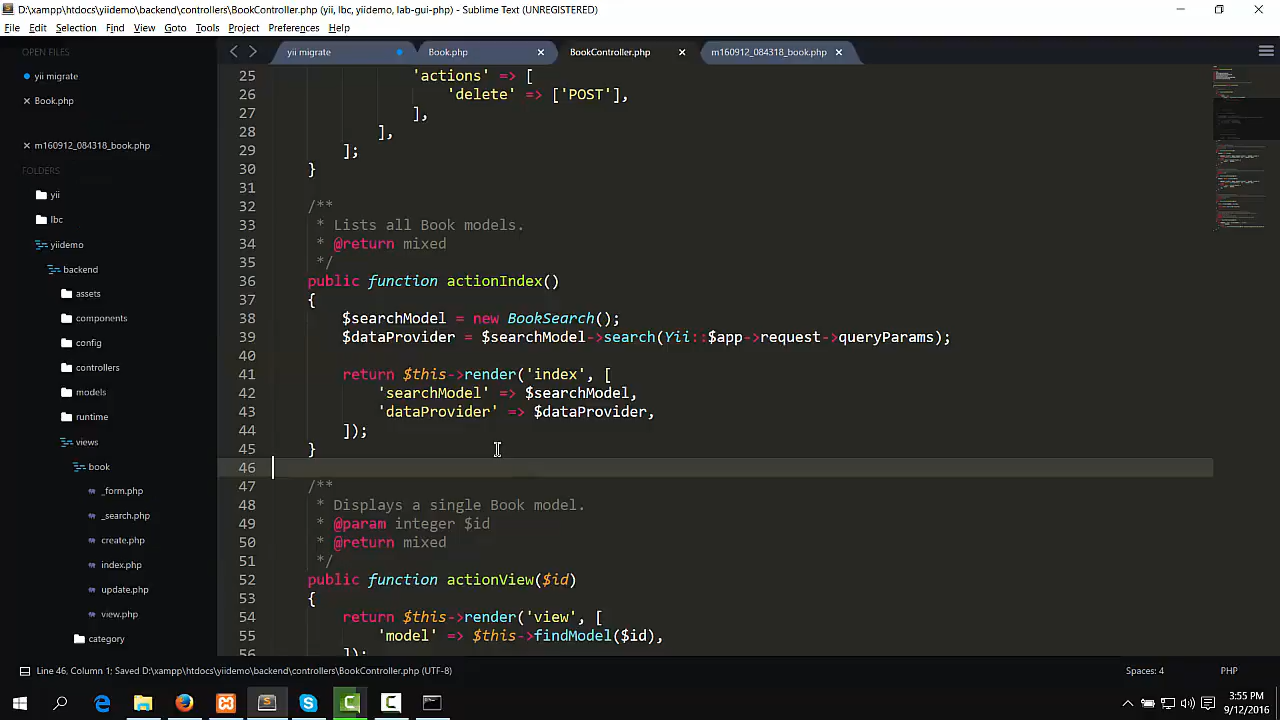 D:\xampp\htdocs\yiidemo\backend\controllers\BookController.php (yii, lbc, yiidemo, lab-gui-php) - Sublime Text (UNREGISTERED)
File Edit Selection Find View Goto Tools Project Preferences Help
OPEN FILES
yii migrate
Book.php
m160912_084318_book.php
FOLDERS
yii
lbc
yiidemo
backend
assets
components
config
controllers
models
runtime
views
book
_form.php
_search.php
create.php
index.php
update.php
view.php
category
yii migrate Book.php BookController.php m160912_084318_book.php
25 'actions' => [
26 'delete' => ['POST'],
27 ],
28 ],
29 ];
30 }
31
32 /**
33 * Lists all Book models.
34 * @return mixed
35 */
36 public function actionIndex()
37 {
38 $searchModel = new BookSearch();
39 $dataProvider = $searchModel->search(Yii::$app->request->queryParams);
40
41 return $this->render('index', [
42 'searchModel' => $searchModel,
43 'dataProvider' => $dataProvider,
44 ]);
45 }
46
47 /**
48 * Displays a single Book model.
49 * @param integer $id
50 * @return mixed
51 */
52 public function actionView($id)
53 {
54 return $this->render('view', [
55 'model' => $this->findModel($id),
56 ]);
Line 46, Column 1: Saved D:\xampp\htdocs\yiidemo\backend\controllers\BookController.php (UTF-8) Spaces: 4 PHP
3:55 PM
9/12/2016